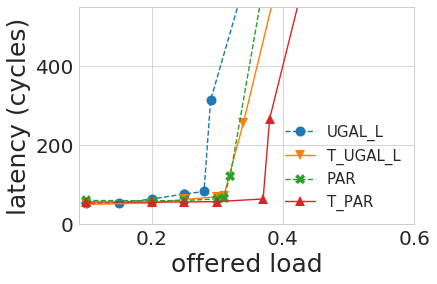 latency (cycles)
400
200
0
UGAL_L
T_UGAL_L
PAR
T_PAR
0.2
0.4
0.6
offered load